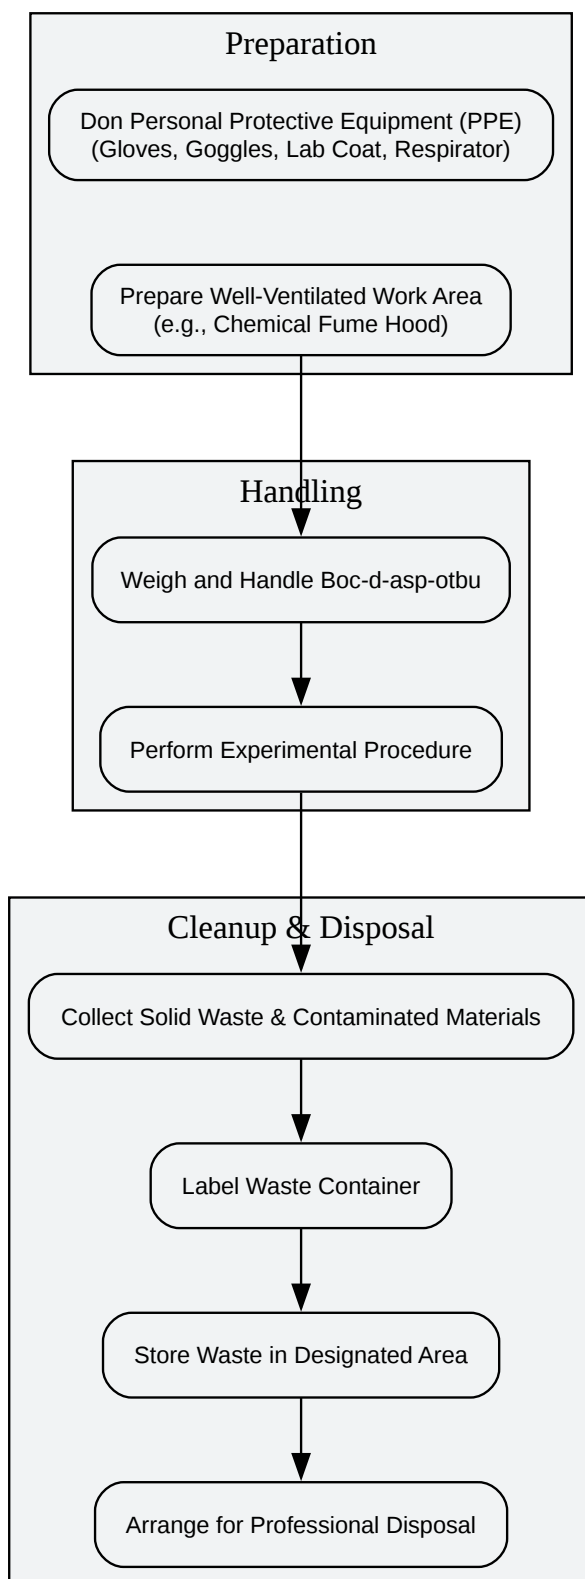 Preparation
Don Personal Protective Equipment (PPE)
(Gloves, Goggles, Lab Coat, Respirator)
Prepare Well-Ventilated Work Area
(e.g., Chemical Fume Hood)
Handling
Weigh and Handle Boc-d-asp-otbu
Perform Experimental Procedure
Cleanup & Disposal
Collect Solid Waste & Contaminated Materials
Label Waste Container
Store Waste in Designated Area
Arrange for Professional Disposal